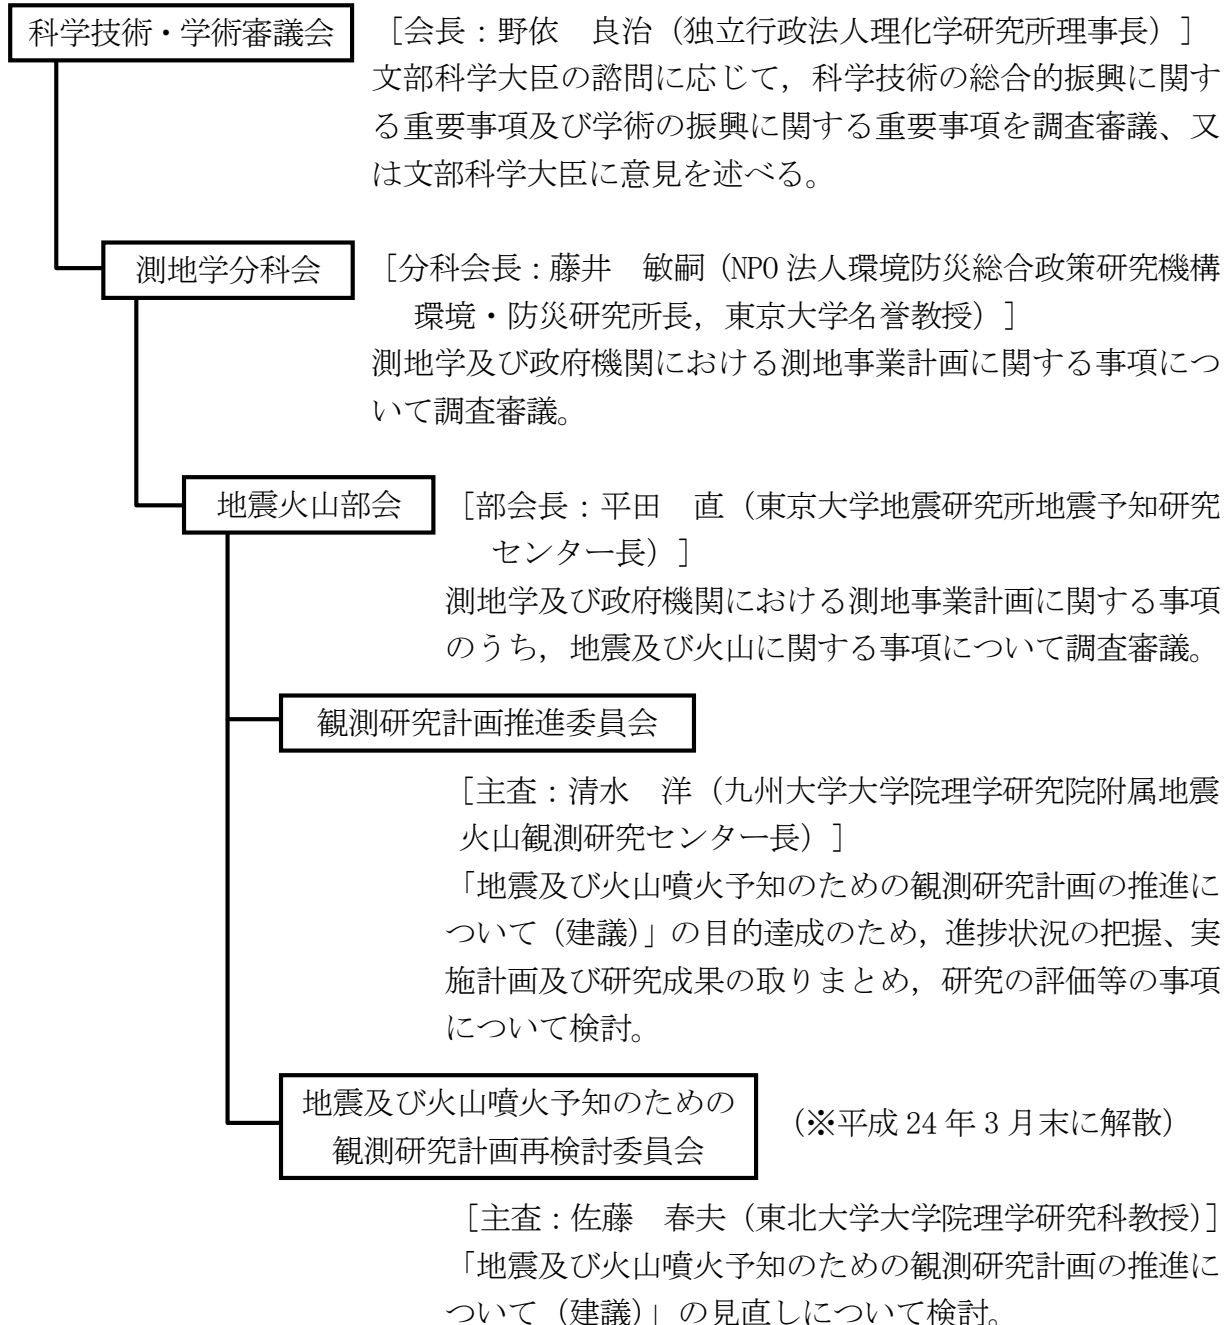 科学技術・学術審議会
［会長：野依　良治（独立行政法人理化学研究所理事長）］
文部科学大臣の諮問に応じて，科学技術の総合的振興に関す
る重要事項及び学術の振興に関する重要事項を調査審議、又
は文部科学大臣に意見を述べる。
測地学分科会
［分科会長：藤井　敏嗣（NPO 法人環境防災総合政策研究機構
環境・防災研究所長，東京大学名誉教授）］
測地学及び政府機関における測地事業計画に関する事項につ
いて調査審議。
地震火山部会
［部会長：平田　直（東京大学地震研究所地震予知研究
センター長）］
測地学及び政府機関における測地事業計画に関する事項
のうち，地震及び火山に関する事項について調査審議。
観測研究計画推進委員会
［主査：清水　洋（九州大学大学院理学研究院附属地震
火山観測研究センター長）］
「地震及び火山噴火予知のための観測研究計画の推進に
ついて（建議）」の目的達成のため，進捗状況の把握、実
施計画及び研究成果の取りまとめ，研究の評価等の事項
について検討。
地震及び火山噴火予知のための
観測研究計画再検討委員会
（※平成 24 年 3 月末に解散）
［主査：佐藤　春夫（東北大学大学院理学研究科教授）］
「地震及び火山噴火予知のための観測研究計画の推進に
ついて（建議）」の見直しについて検討。